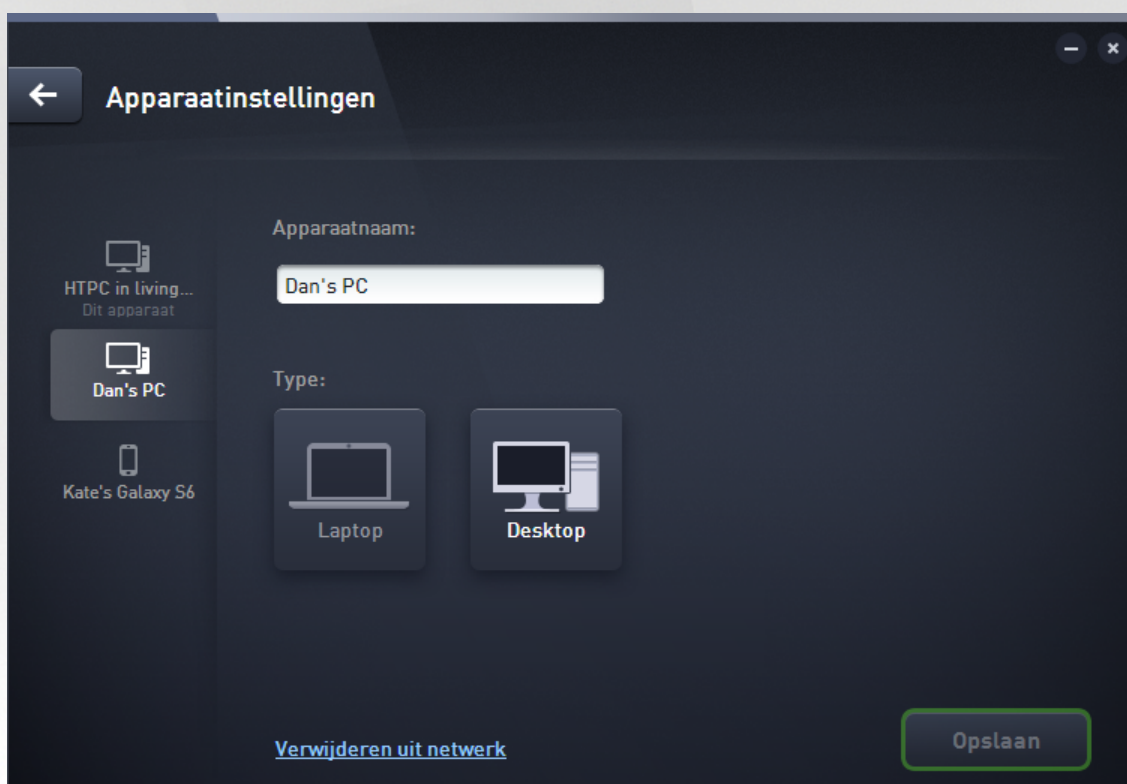 Apparaatinstellingen
HTPC in living...
Dit apparaat
Dan's PC
Kate's Galaxy S6
Apparaatnaam:
Dan's PC
Type:
Laptop
Desktop
Verwijderen uit netwerk
Opslaan